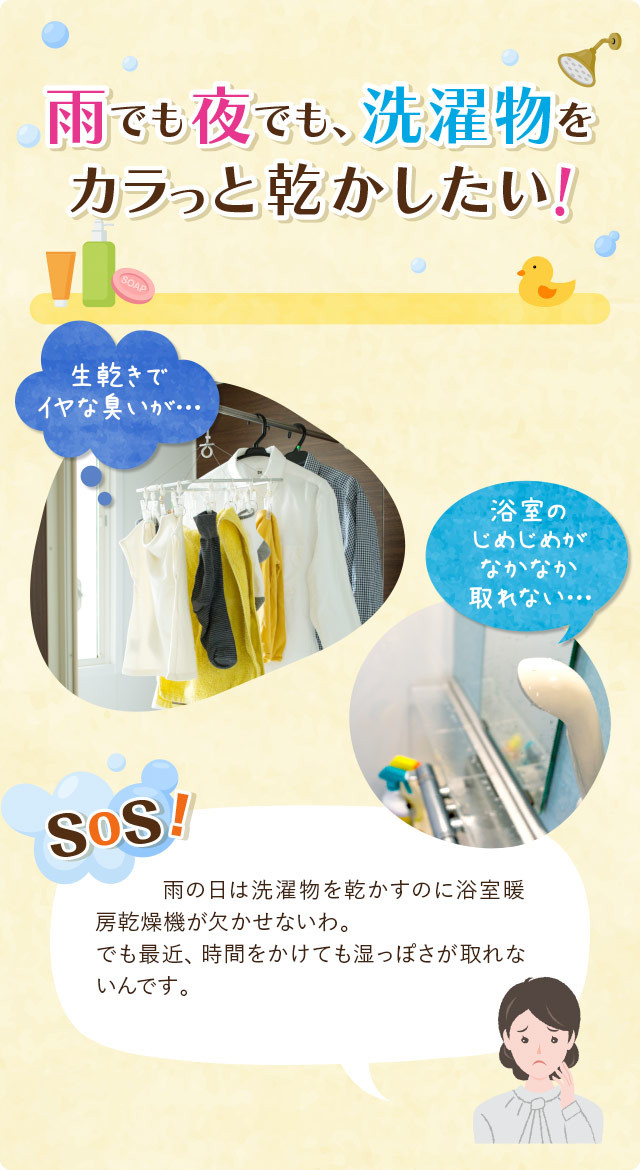 雨でも夜でも、洗濯物を
カラっと乾かしたい!
SOAP
生乾きで
イヤな臭いが…
浴室の
じめじめが
なかなか
取れない…
SOS!
雨の日は洗濯物を乾かすのに浴室暖
房乾燥機が欠かせないわ。
でも最近、時間をかけても湿っぽさが取れな
いんです。